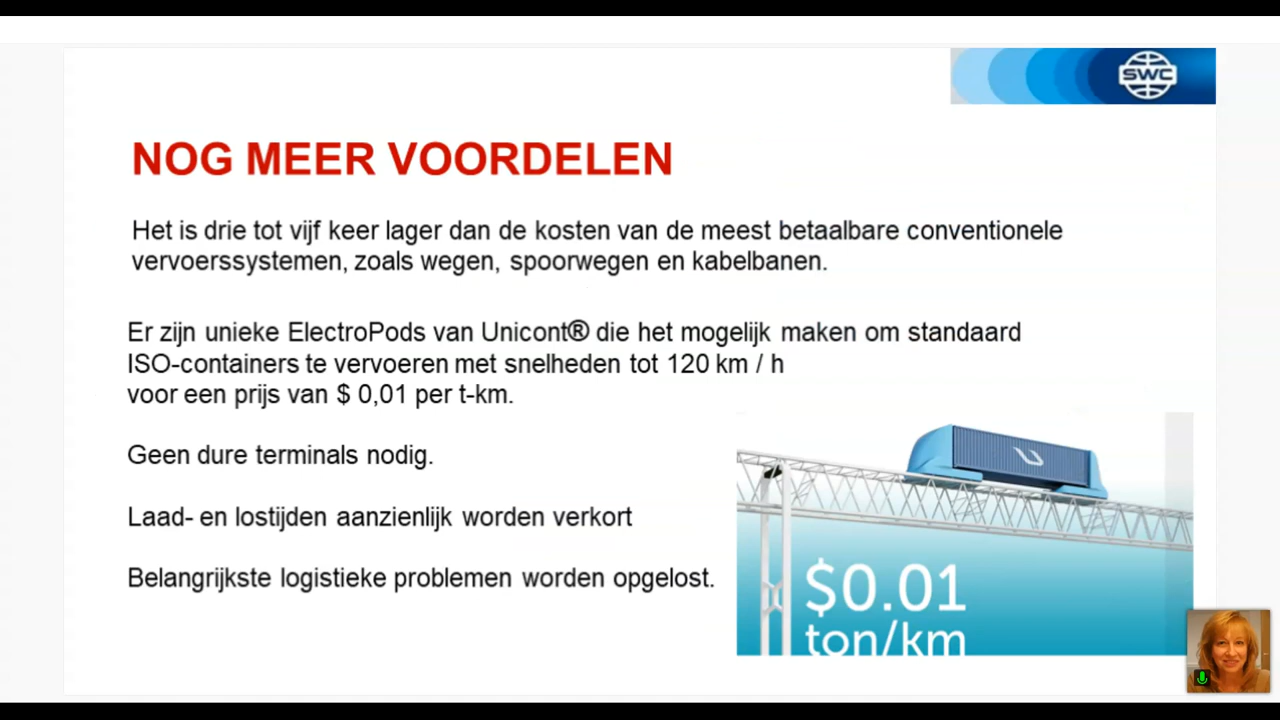 SWC
NOG MEER VOORDELEN
Het is drie tot vijf keer lager dan de kosten van de meest betaalbare conventionele
vervoerssystemen, zoals wegen, spoorwegen en kabelbanen.
Er zijn unieke ElectroPods van Unicont® die het mogelijk maken om standaard
ISO-containers te vervoeren met snelheden tot 120 km / h
voor een prijs van $ 0,01 per t-km.
Geen dure terminals nodig.
Laad- en lostijden aanzienlijk worden verkort
Belangrijkste logistieke problemen worden opgelost.
$0.01
ton/km